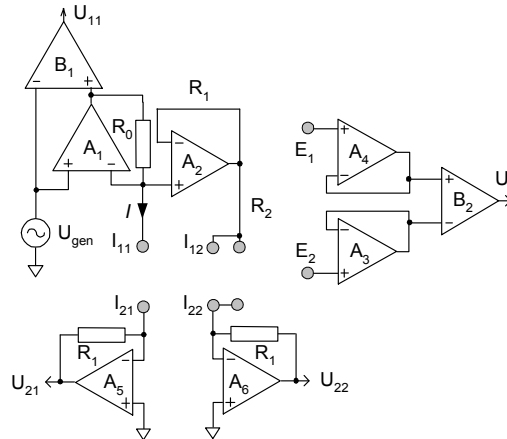 U11
B1
− +
A1
+ −
R0
R1
A2
−
+
R2
I
Ugen
I11
I12
E1
+
−
A4
+
−
B2
U
−
+
A3
E2
I21
R1
−
+
A5
U21
I22
R1
−
+
A6
U22